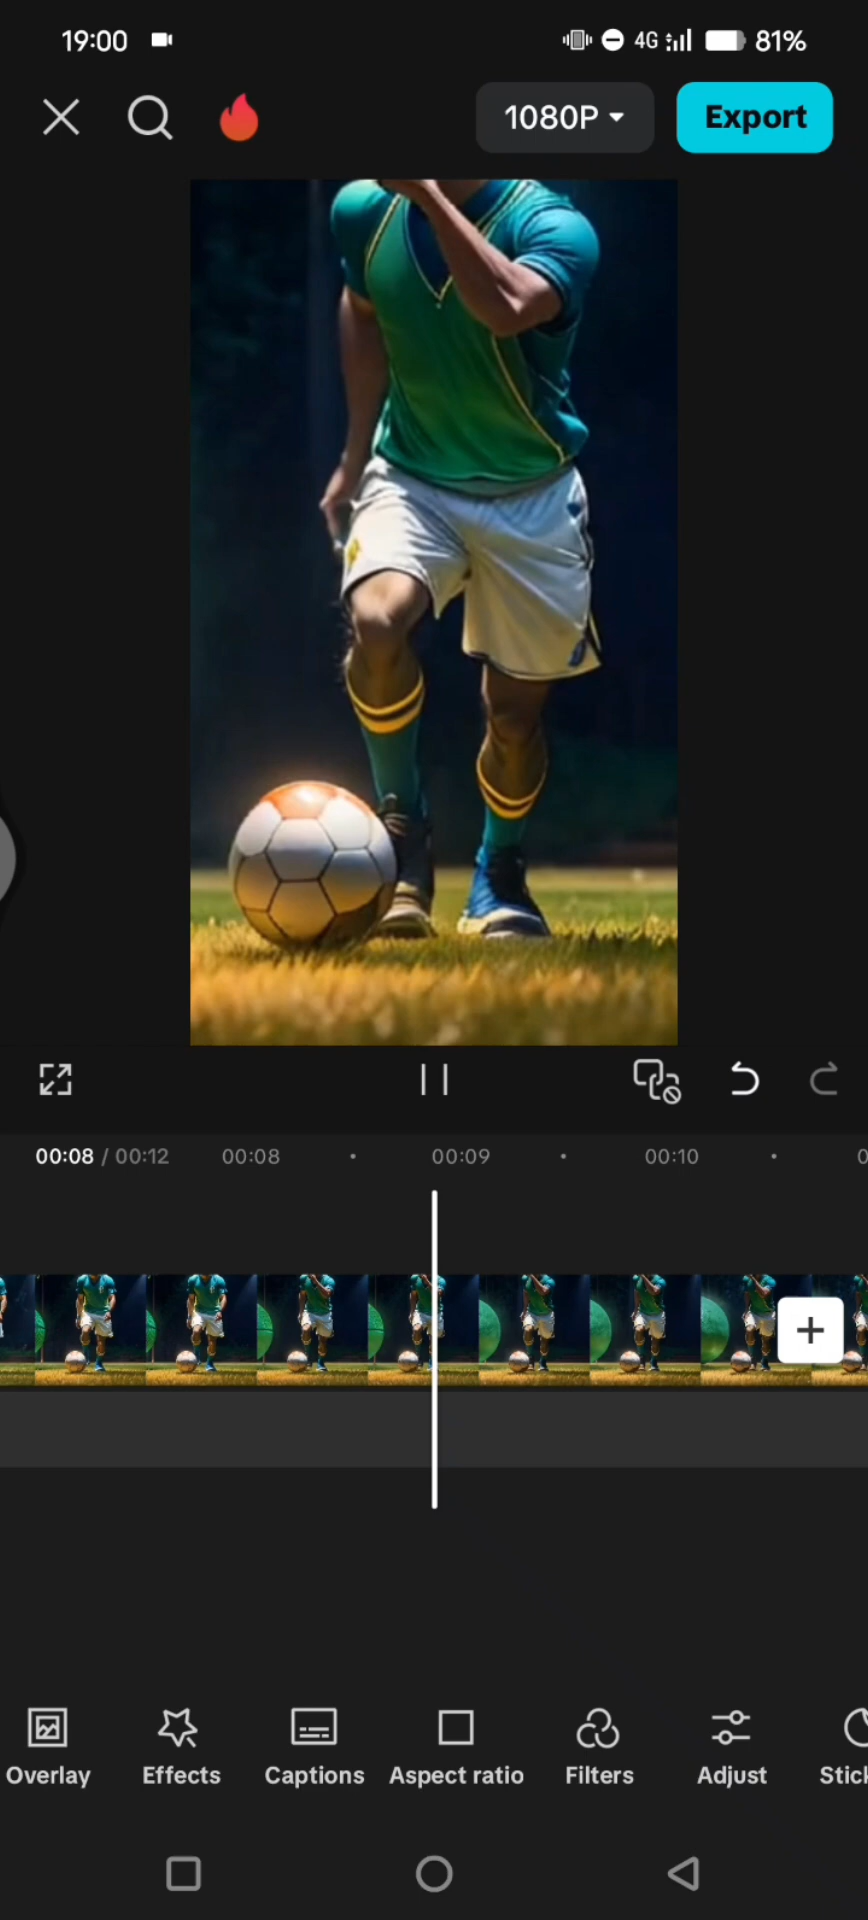 19:00 4G 81%
1080P Export
00:08 / 00:12 00:08 00:09 00:10
Overlay Effects Captions Aspect ratio Filters Adjust